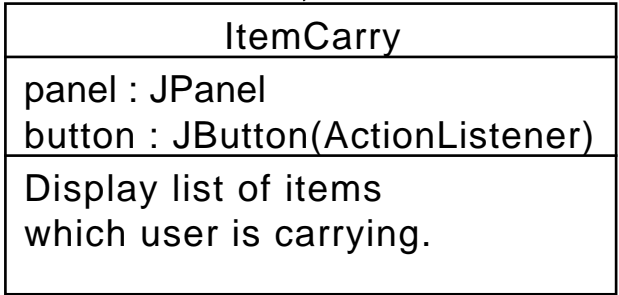 ItemCarry
panel : JPanel
button : JButton(ActionListener)
Display list of items
which user is carrying.